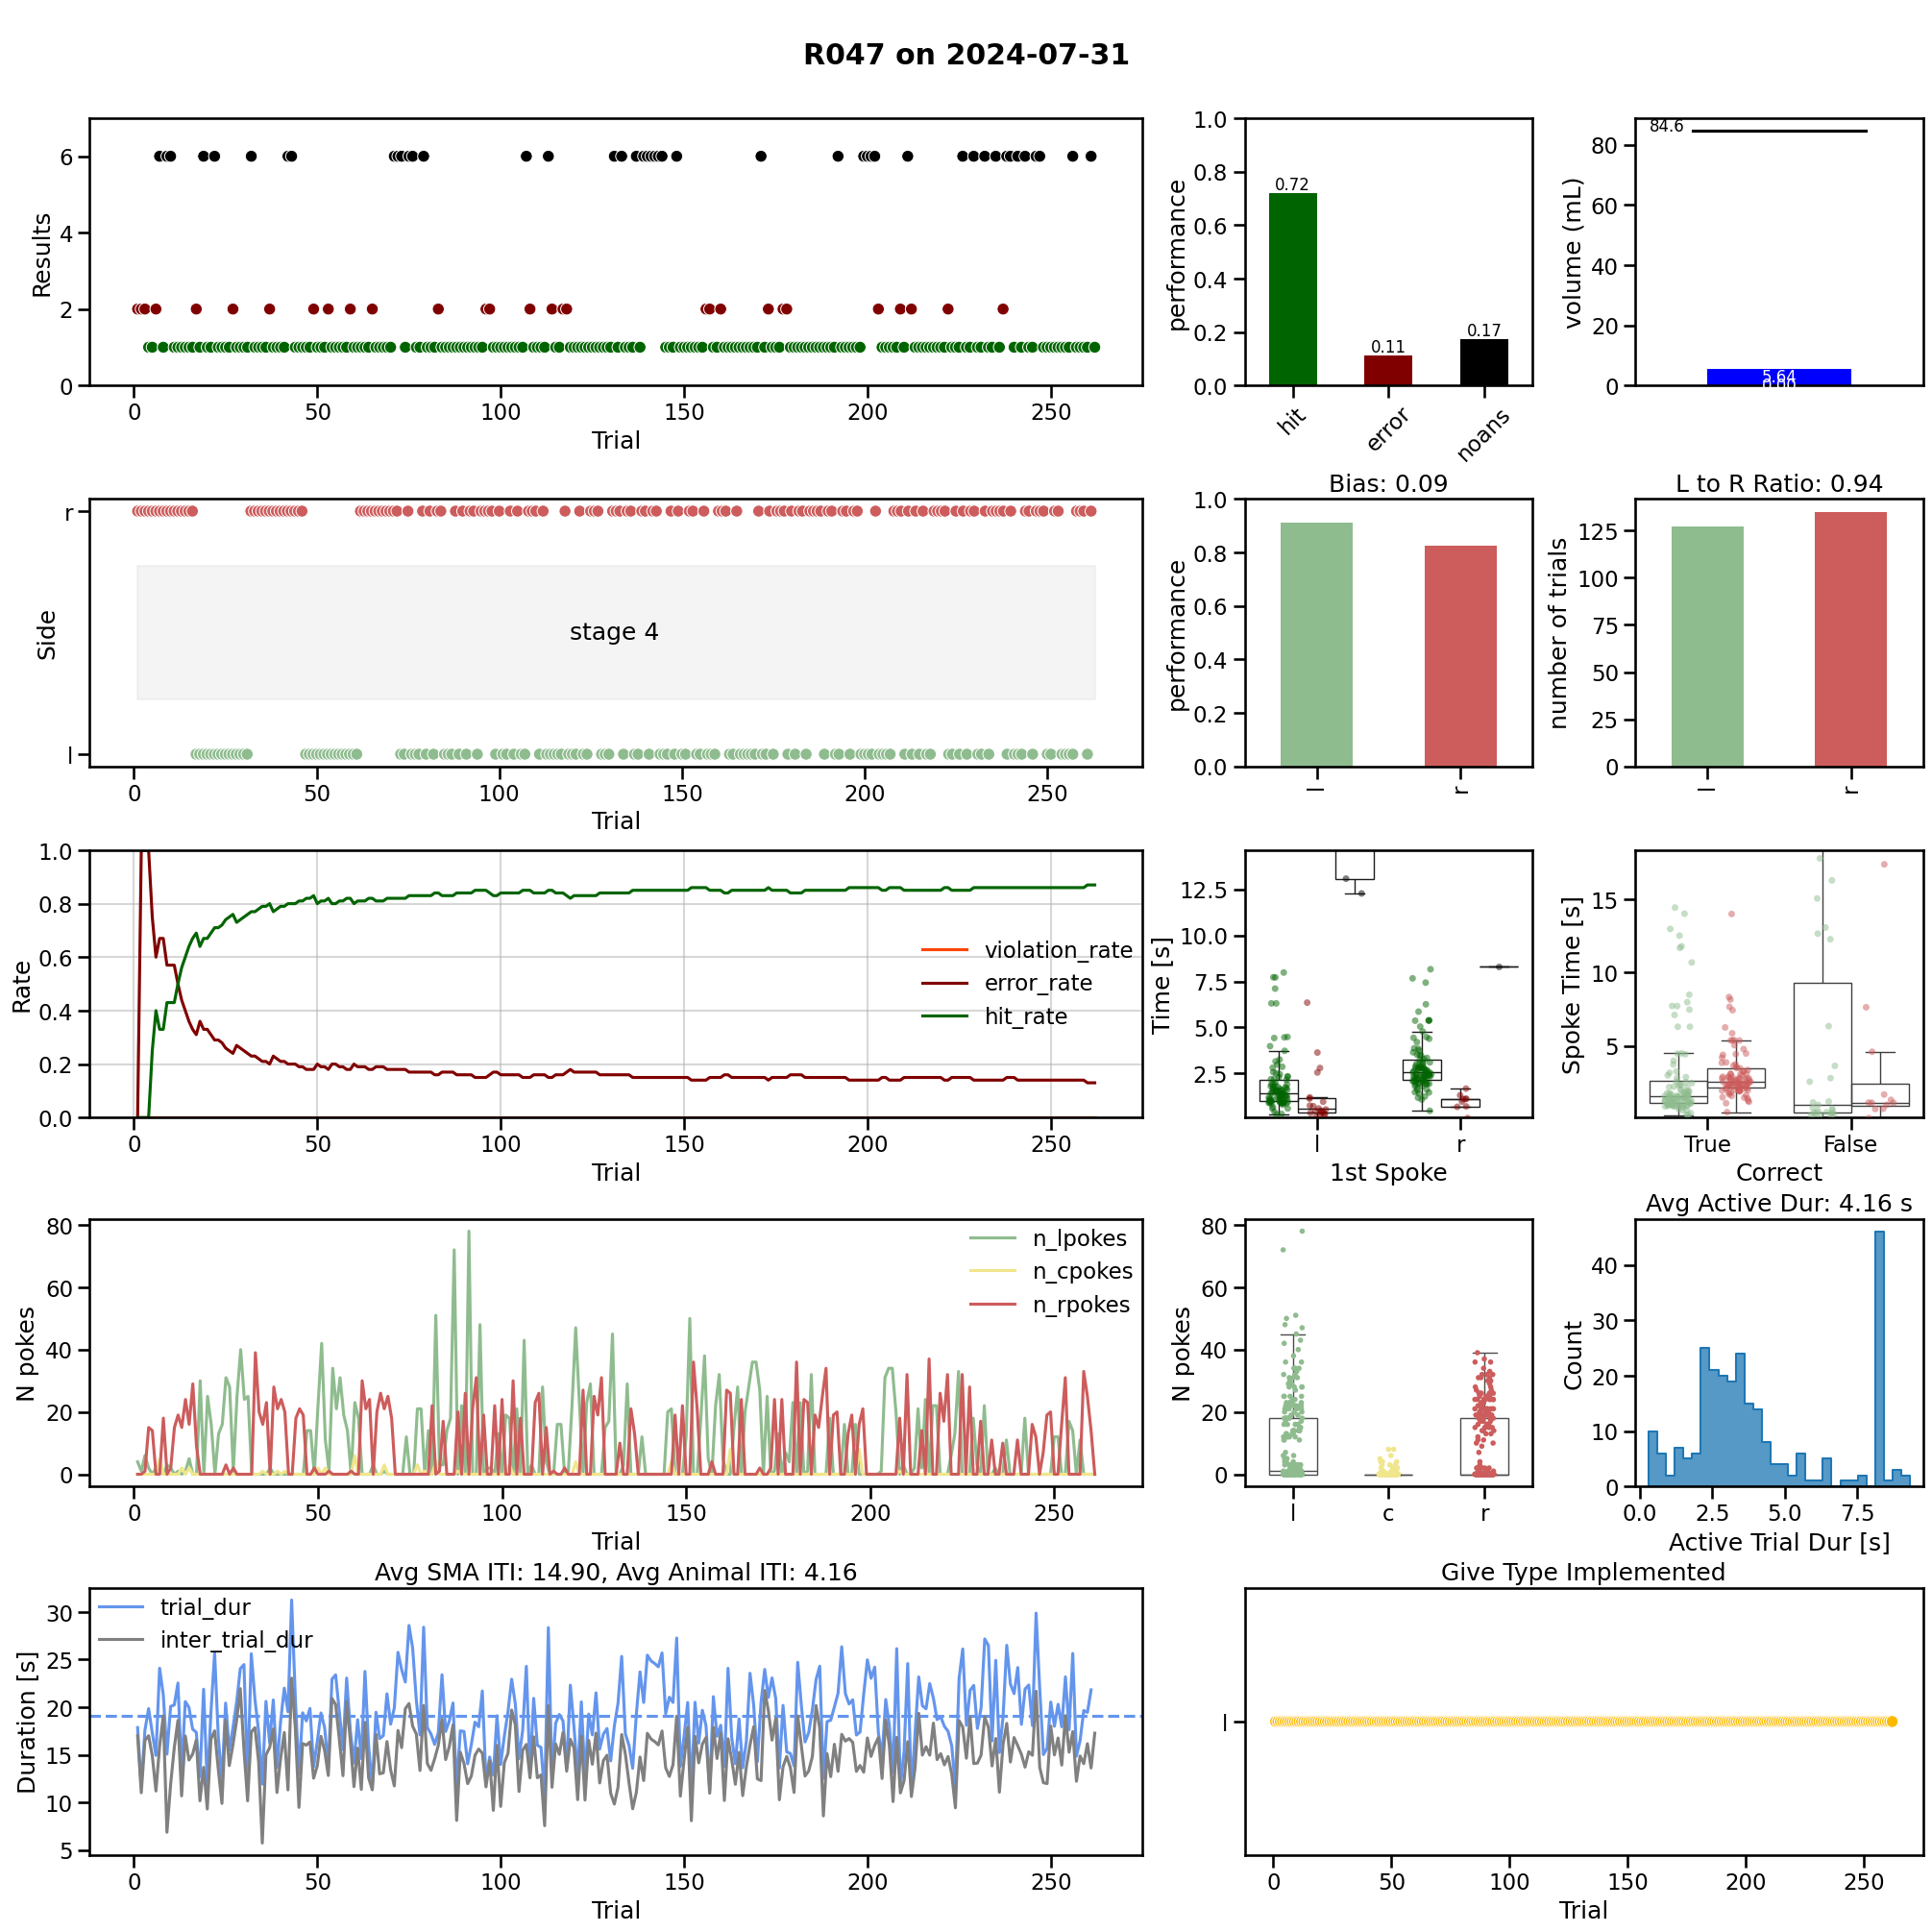 R047 on 2024-07-31
Results
6
4
2
0
0 50 100 150 200 250
Trial
performance
1.0
0.8
0.6
0.4
0.2
0.0
0.72
0.11
0.17
hit error noans
volume (mL)
80
60
40
20
0
84.6
5.64
0.00
Side
r
l
stage 4
0 50 100 150 200 250
Trial
Bias: 0.09
performance
1.0
0.8
0.6
0.4
0.2
0.0
l r
L to R Ratio: 0.94
number of trials
125
100
75
50
25
0
l r
Rate
1.0
0.8
0.6
0.4
0.2
0.0
violation_rate
error_rate
hit_rate
0 50 100 150 200 250
Trial
Time [s]
12.5
10.0
7.5
5.0
2.5
l r
1st Spoke
Spoke Time [s]
15
10
5
True False
Correct
N pokes
80
60
40
20
0
n_lpokes
n_cpokes
n_rpokes
0 50 100 150 200 250
Trial
N pokes
80
60
40
20
0
l c r
Avg Active Dur: 4.16 s
Count
40
30
20
10
0
0.0 2.5 5.0 7.5
Active Trial Dur [s]
Avg SMA ITI: 14.90, Avg Animal ITI: 4.16
Duration [s]
30
25
20
15
10
5
trial_dur
inter_trial_dur
0 50 100 150 200 250
Trial
Give Type Implemented
l
0 50 100 150 200 250
Trial